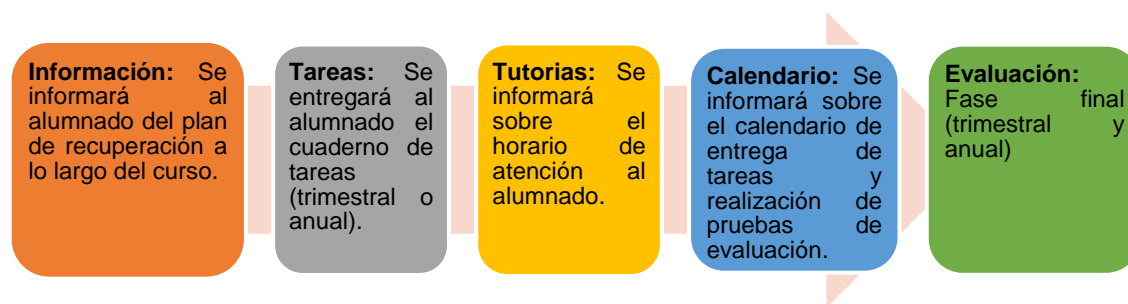 Información: Se
informará al
alumnado del plan
de recuperación a
lo largo del curso.
Tareas: Se
entregará al
alumnado el
cuaderno de
tareas
(trimestral o
anual).
Tutorias: Se
informará
sobre el
horario de
atención al
alumnado.
Calendario: Se
informará sobre
el calendario de
entrega de
tareas y
realización de
pruebas de
evaluación.
Evaluación:
Fase final
(trimestral y
anual)